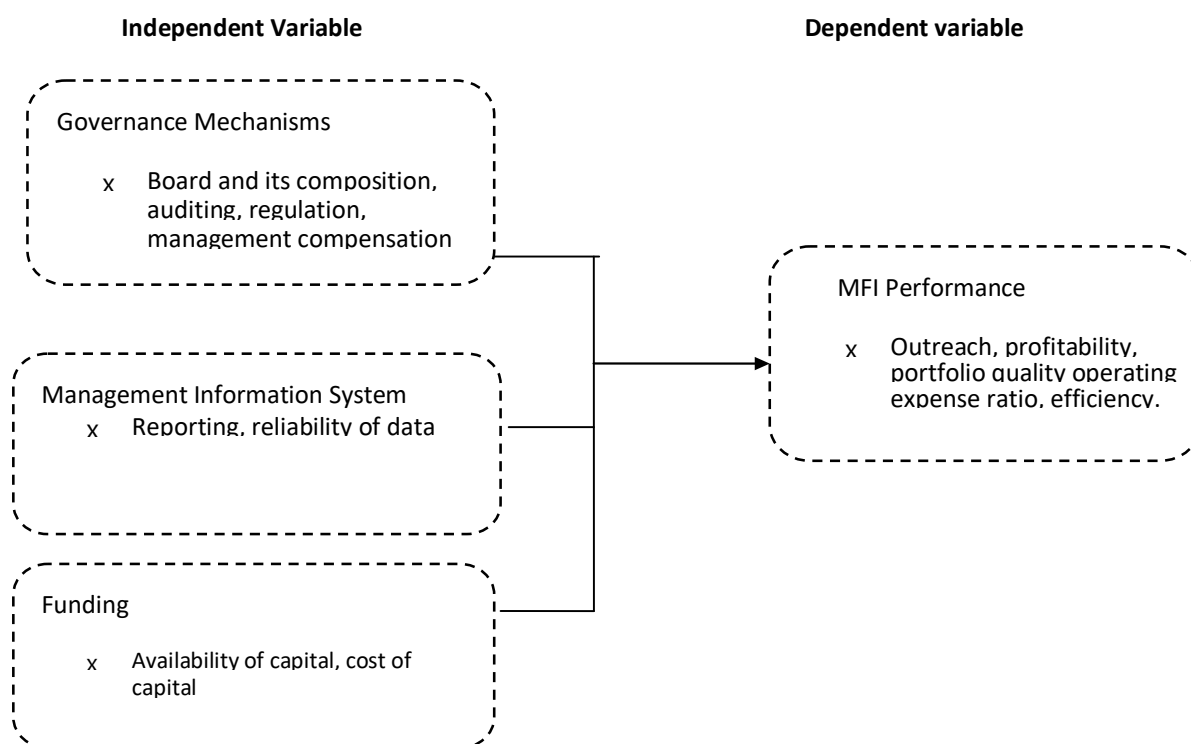 Independent Variable
Dependent variable
Governance Mechanisms
x Board and its composition,
auditing, regulation,
management compensation
Management Information System
x Reporting, reliability of data
Funding
x Availability of capital, cost of
capital
MFI Performance
x Outreach, profitability,
portfolio quality operating
expense ratio, efficiency.